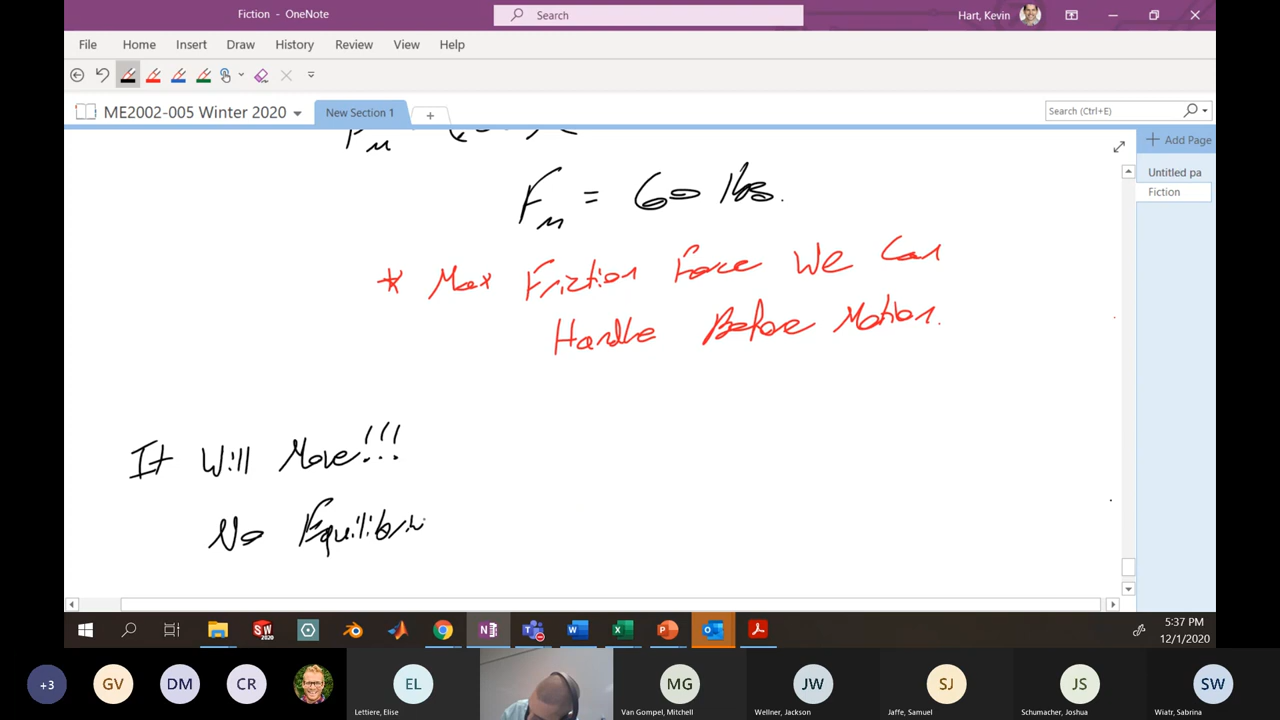 Fiction - OneNote
Search
Hart, Kevin
File Home Insert Draw History Review View Help
ME2002-005 Winter 2020
New Section 1
+
Search (Ctrl+E)
+ Add Page
Untitled pa
Fiction
Fμ = 60 lbs.
* Max Friction Force We Can
Handle Before Motion.
It Will Move!!!
No Equilibri
5:37 PM
12/1/2020
+3
GV
DM
CR
EL
MG
JW
SJ
JS
SW
Lettiere, Elise
Van Gompel, Mitchell
Wellner, Jackson
Jaffe, Samuel
Schumacher, Joshua
Wiatr, Sabrina